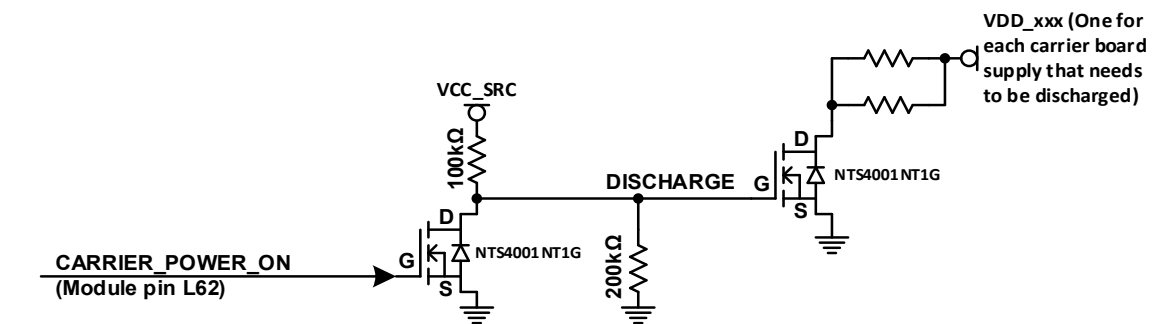 VDD_xxx (One for
each carrier board
supply that needs
to be discharged)
VCC_SRC
100kΩ
D
G
S
NTS4001NT1G
DISCHARGE
200kΩ
G
D
S
NTS4001NT1G
CARRIER_POWER_ON
(Module pin L62)